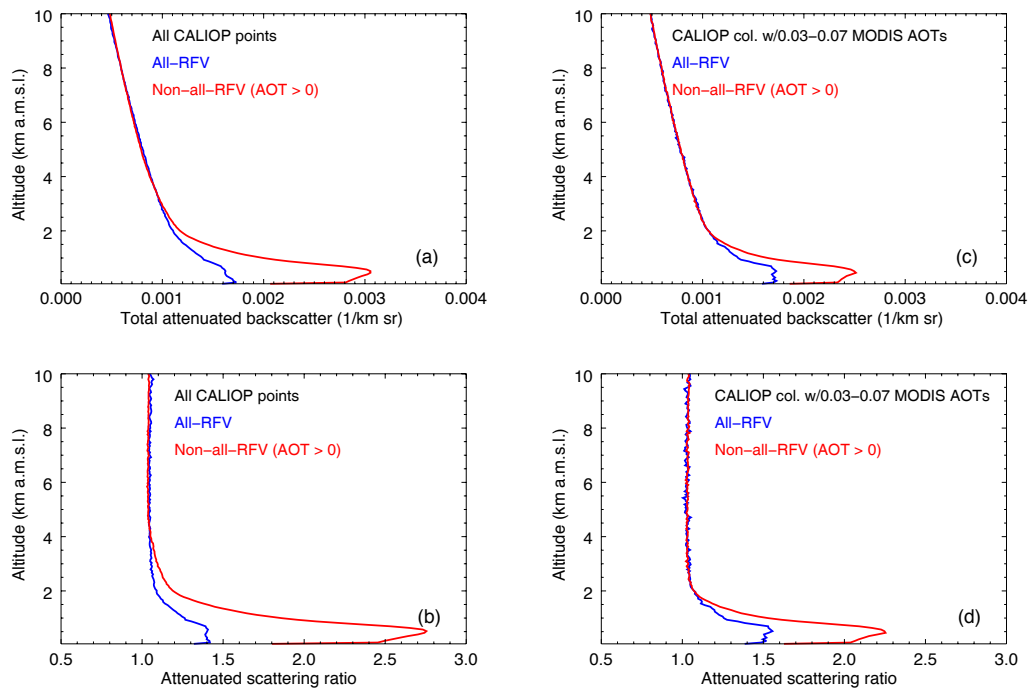 10
8
6
4
2
Altitude (km a.m.s.l.)
All CALIOP points
All−RFV
Non−all−RFV (AOT > 0)
(a)
0.000 0.001 0.002 0.003 0.004
Total attenuated backscatter (1/km sr)
10
8
6
4
2
Altitude (km a.m.s.l.)
CALIOP col. w/0.03−0.07 MODIS AOTs
All−RFV
Non−all−RFV (AOT > 0)
(c)
0.000 0.001 0.002 0.003 0.004
Total attenuated backscatter (1/km sr)
10
8
6
4
2
Altitude (km a.m.s.l.)
All CALIOP points
All−RFV
Non−all−RFV (AOT > 0)
(b)
0.5 1.0 1.5 2.0 2.5 3.0
Attenuated scattering ratio
10
8
6
4
2
Altitude (km a.m.s.l.)
CALIOP col. w/0.03−0.07 MODIS AOTs
All−RFV
Non−all−RFV (AOT > 0)
(d)
0.5 1.0 1.5 2.0 2.5 3.0
Attenuated scattering ratio